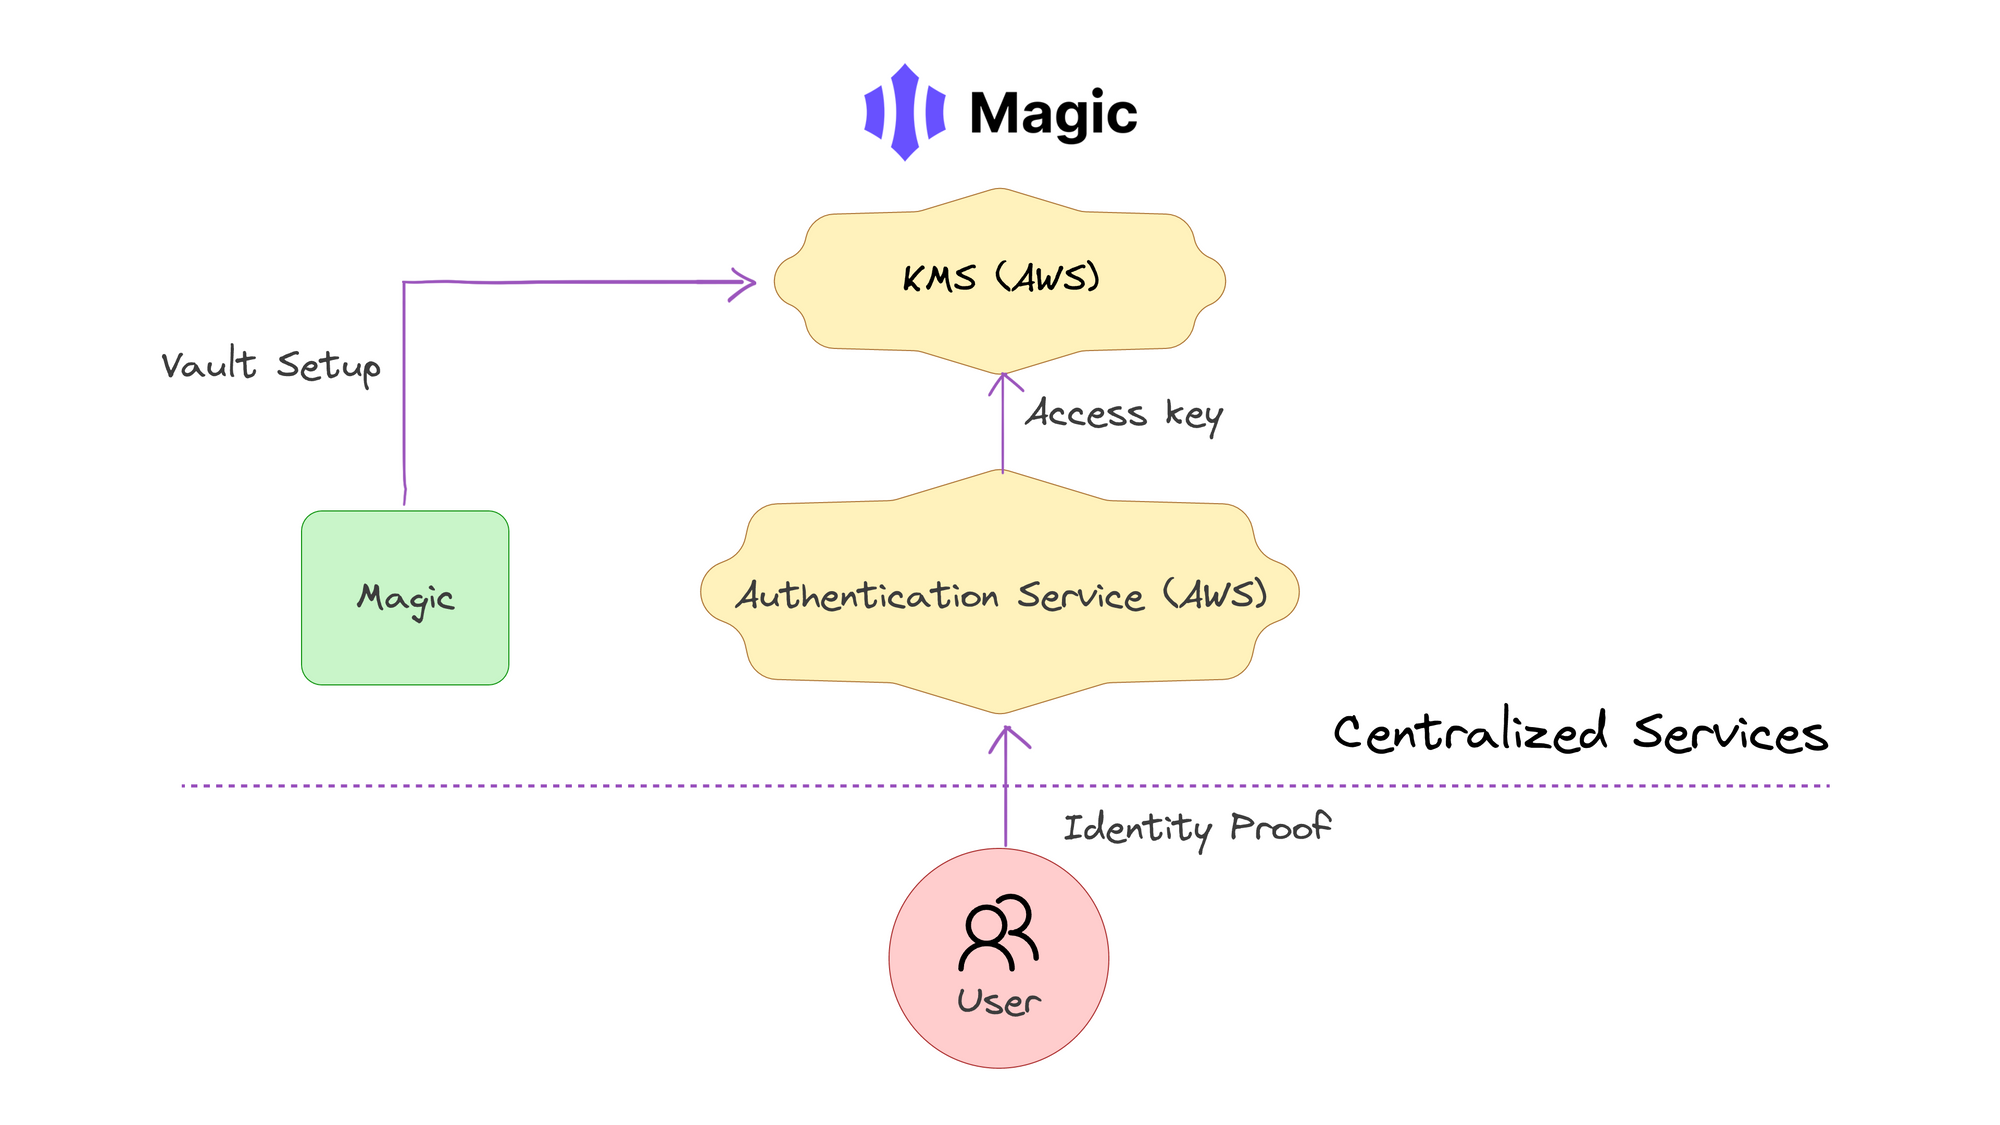 Magic
KMS (AWS)
Vault Setup
Access key
Magic
Authentication Service (AWS)
Centralized Services
Identity Proof
User